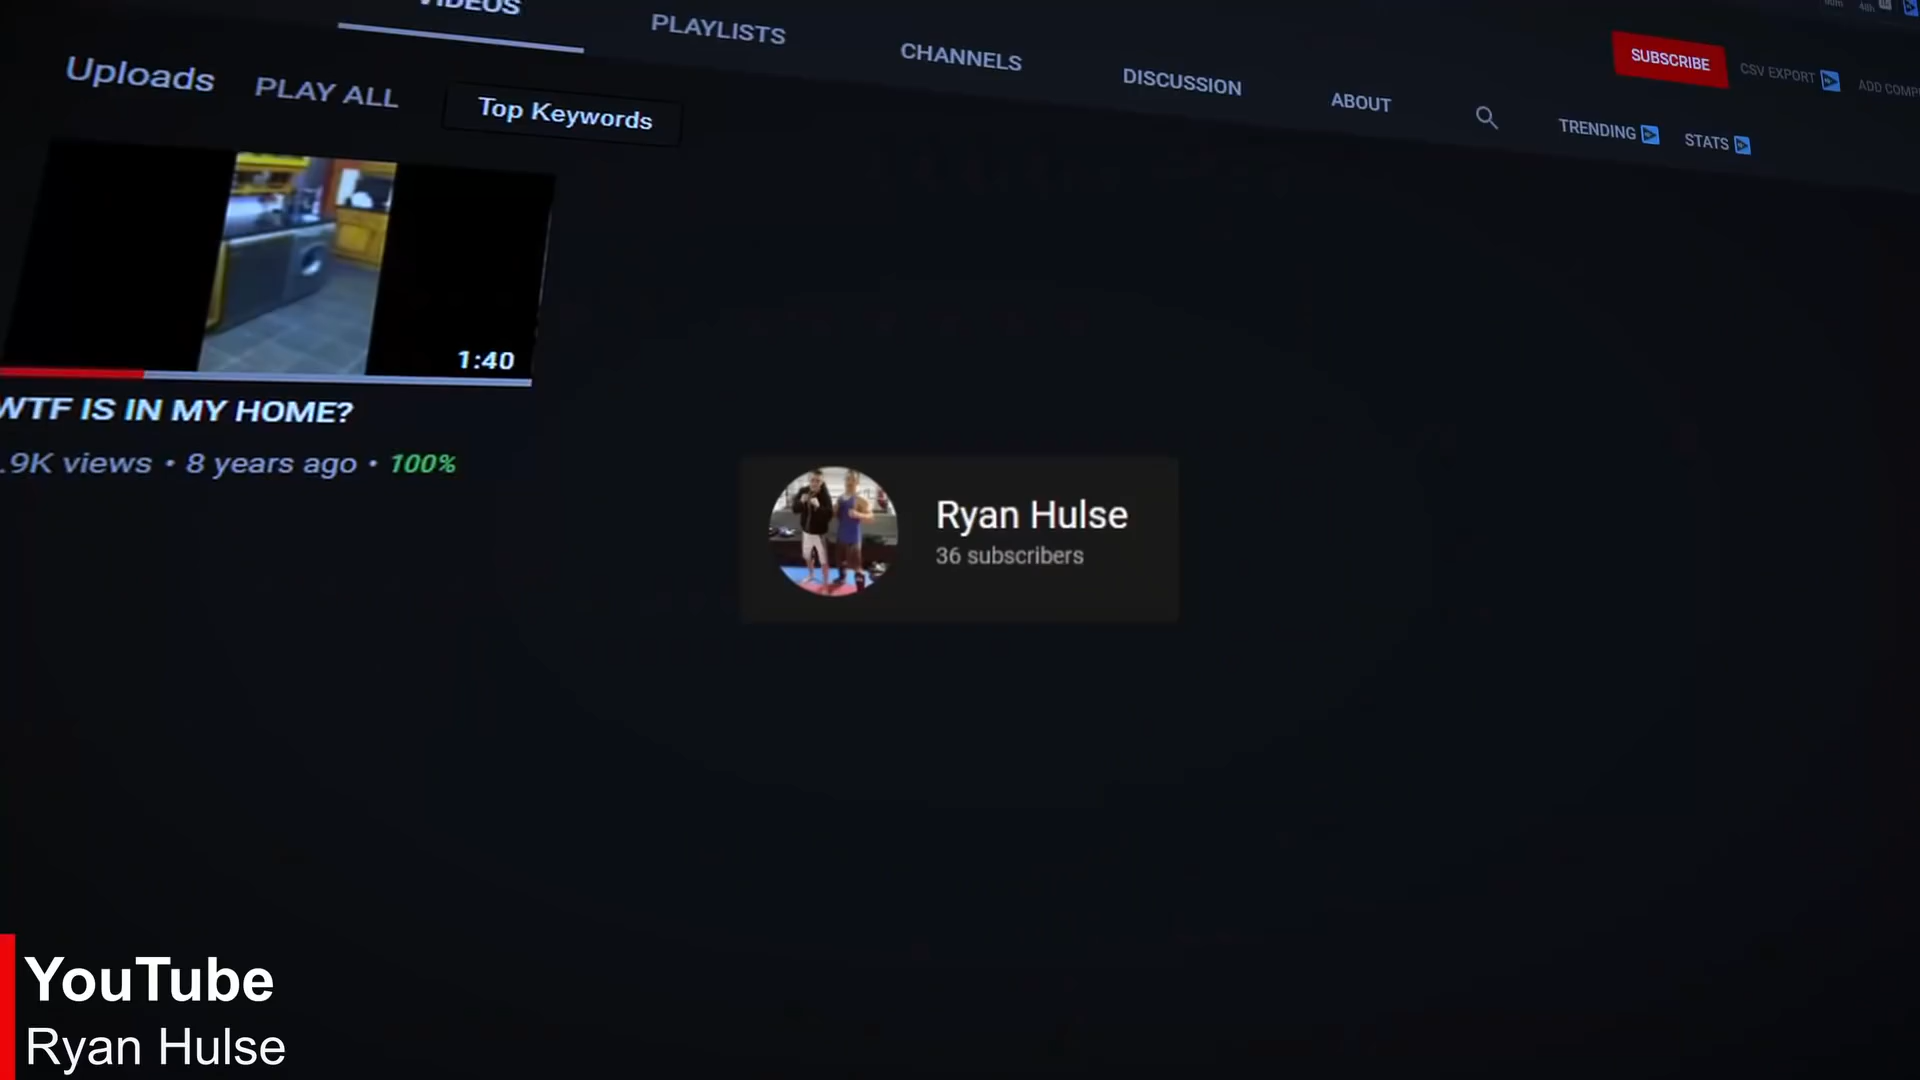 VIDEOS
PLAYLISTS
CHANNELS
DISCUSSION
ABOUT
SUBSCRIBE
CSV EXPORT
TRENDING
STATS
Uploads
PLAY ALL
Top Keywords
1:40
WTF IS IN MY HOME?
.9K views • 8 years ago • 100%
Ryan Hulse
36 subscribers
YouTube
Ryan Hulse